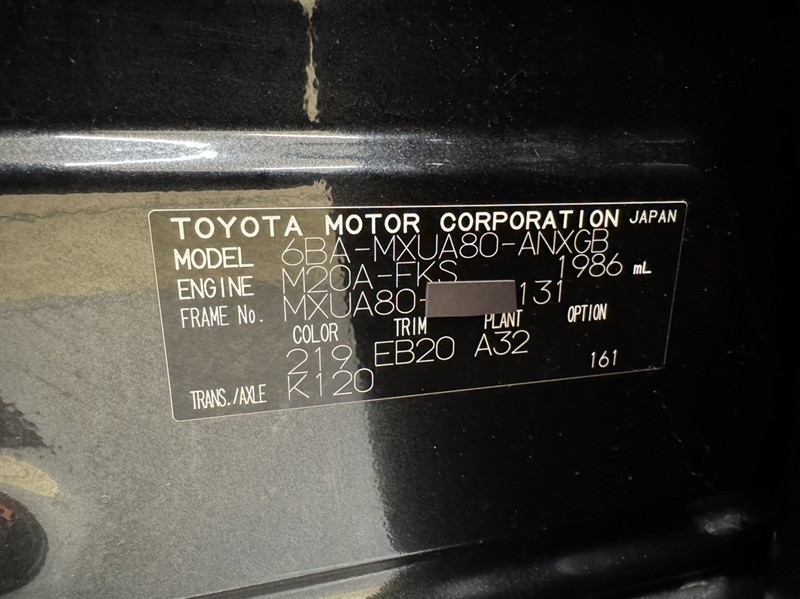 TOYOTA MOTOR CORPORATION JAPAN
MODEL 6BA-MXUA80-ANXGB
ENGINE M20A-FKS 1986 mL
FRAME No. MXUA80- 131
COLOR TRIM PLANT OPTION
219 EB20 A32 161
TRANS./AXLE K120